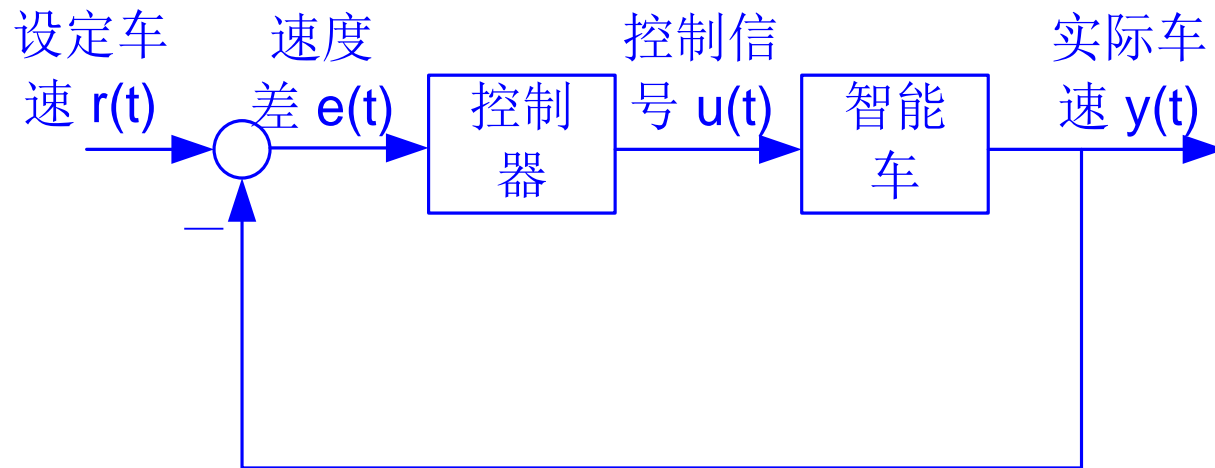 设定车
速 r(t)
速度
差 e(t)
控制
器
控制信
号 u(t)
智能
车
实际车
速 y(t)
—